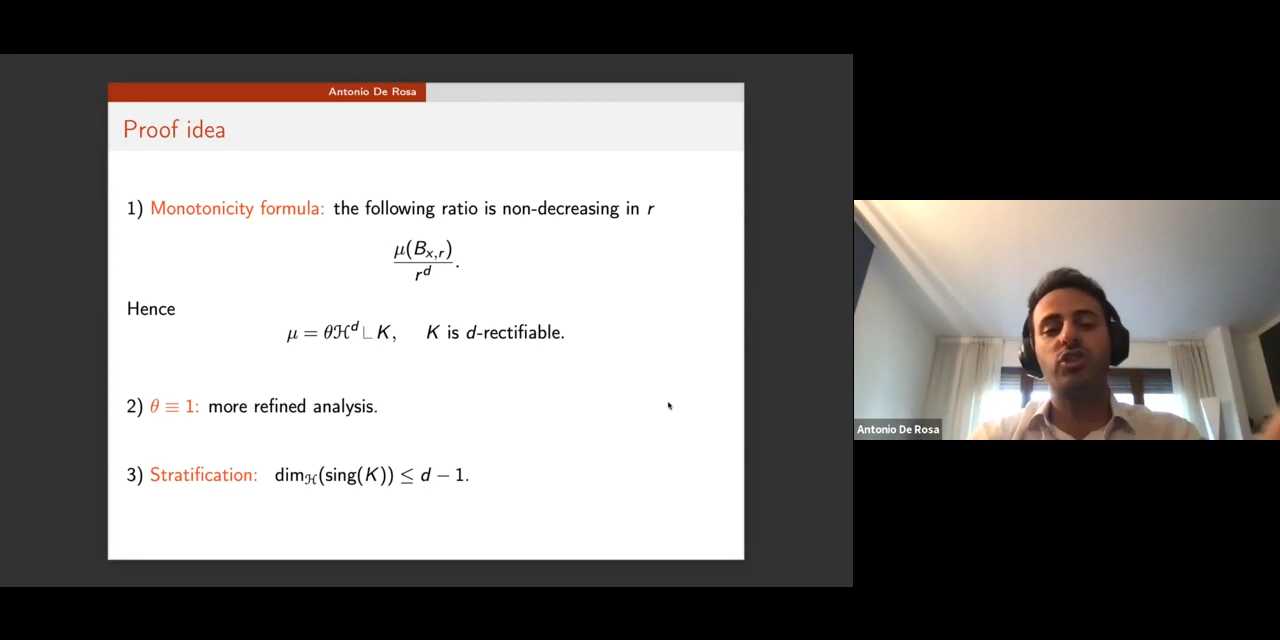 Antonio De Rosa
Proof idea
1) Monotonicity formula: the following ratio is non-decreasing in r
μ(B_{x,r}) / r^d .
Hence
μ = θℋ^d ∟ K, K is d-rectifiable.
2) θ ≡ 1: more refined analysis.
3) Stratification: dim_ℋ(sing(K)) ≤ d − 1.
Antonio De Rosa